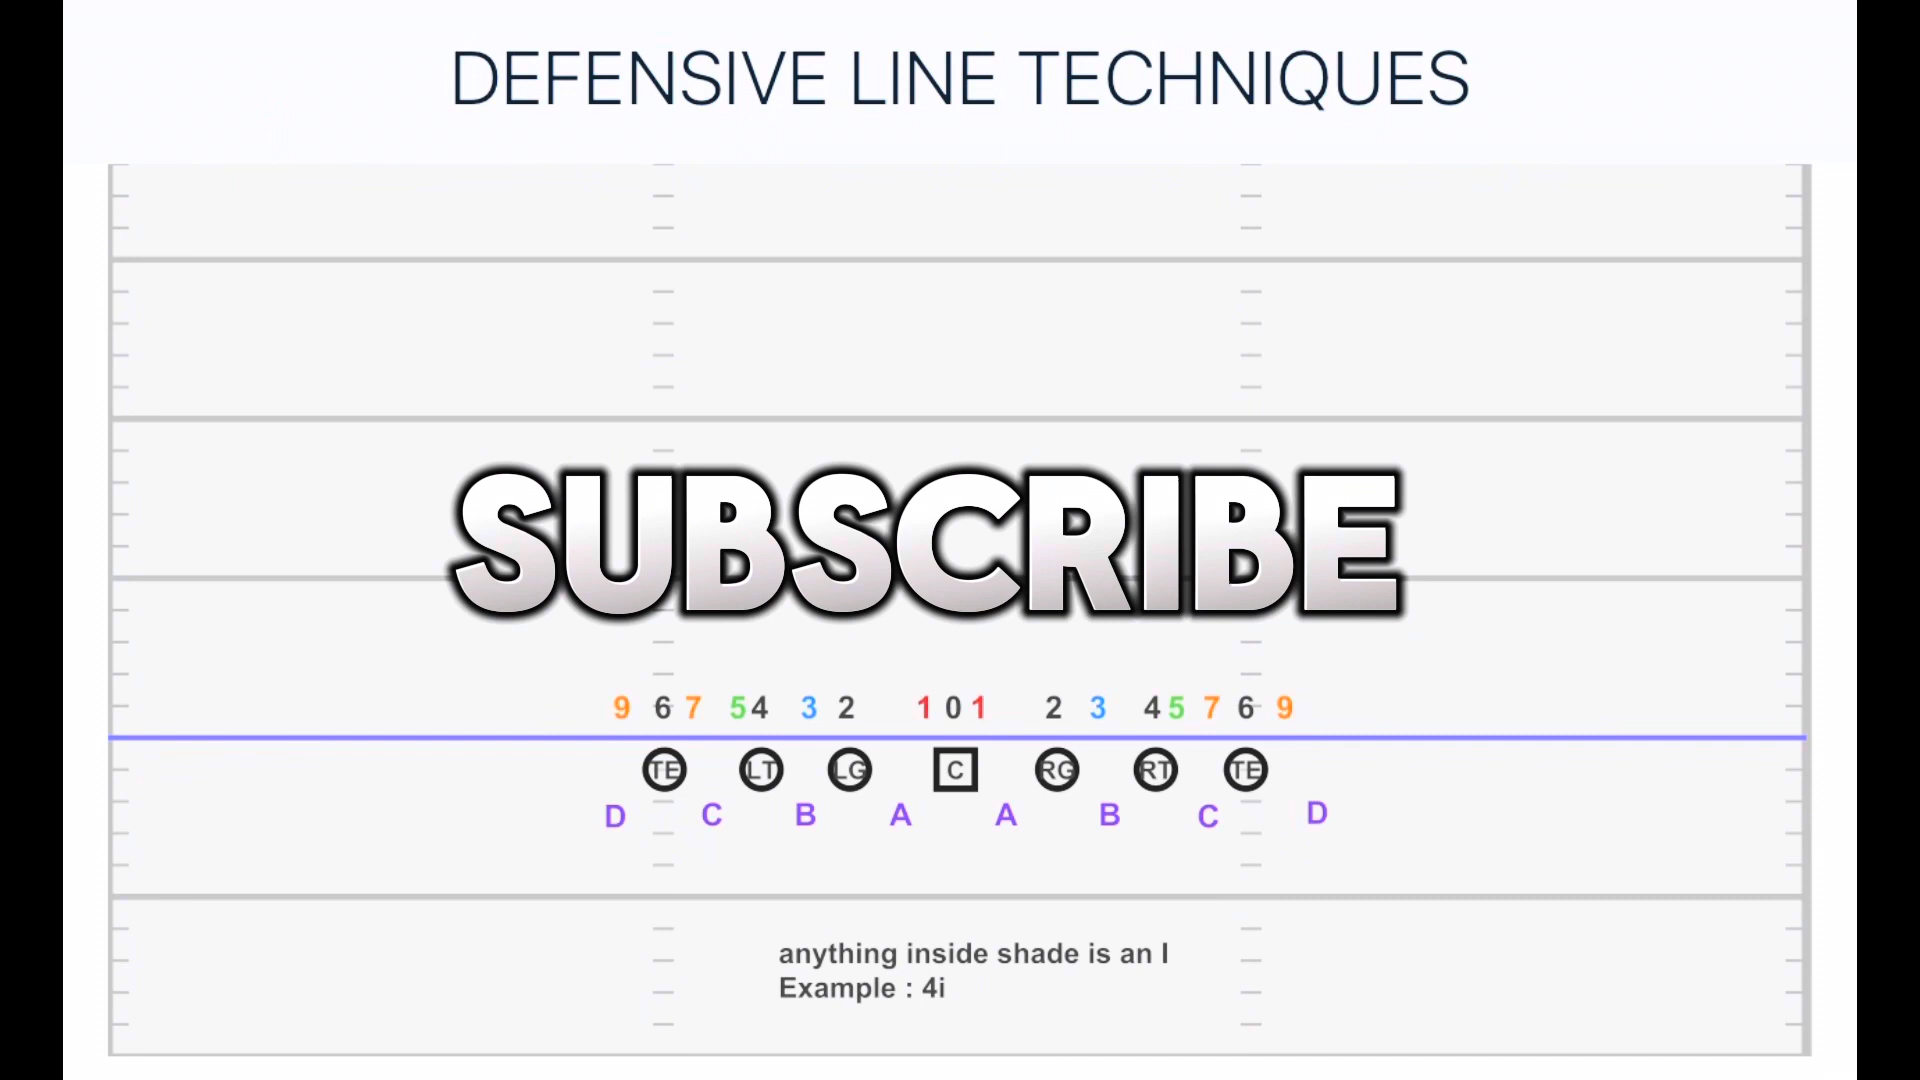 DEFENSIVE LINE TECHNIQUES
SUBSCRIBE
9 6 7 5 4 3 2 1 0 1 2 3 4 5 7 6 9
TE LT LG C RG RT TE
D C B A A B C D
anything inside shade is an I
Example : 4i